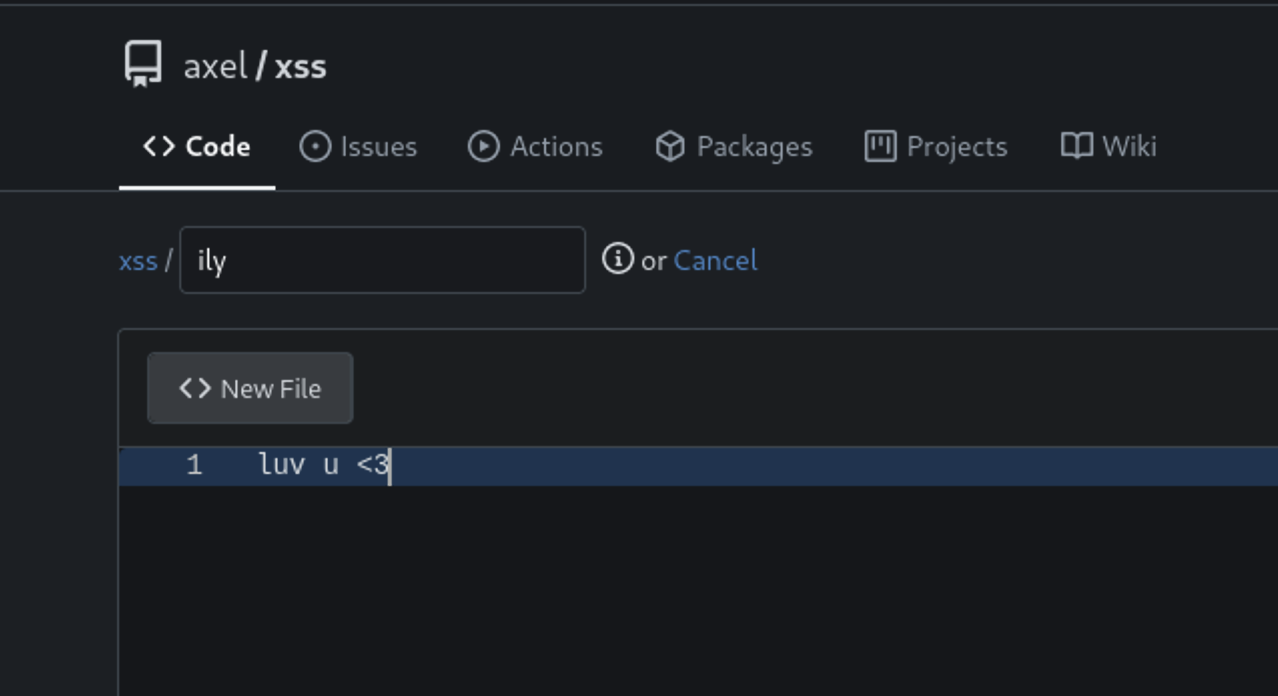 axel / xss
<> Code Issues Actions Packages Projects Wiki
xss / ily or Cancel
<> New File
1 luv u <3